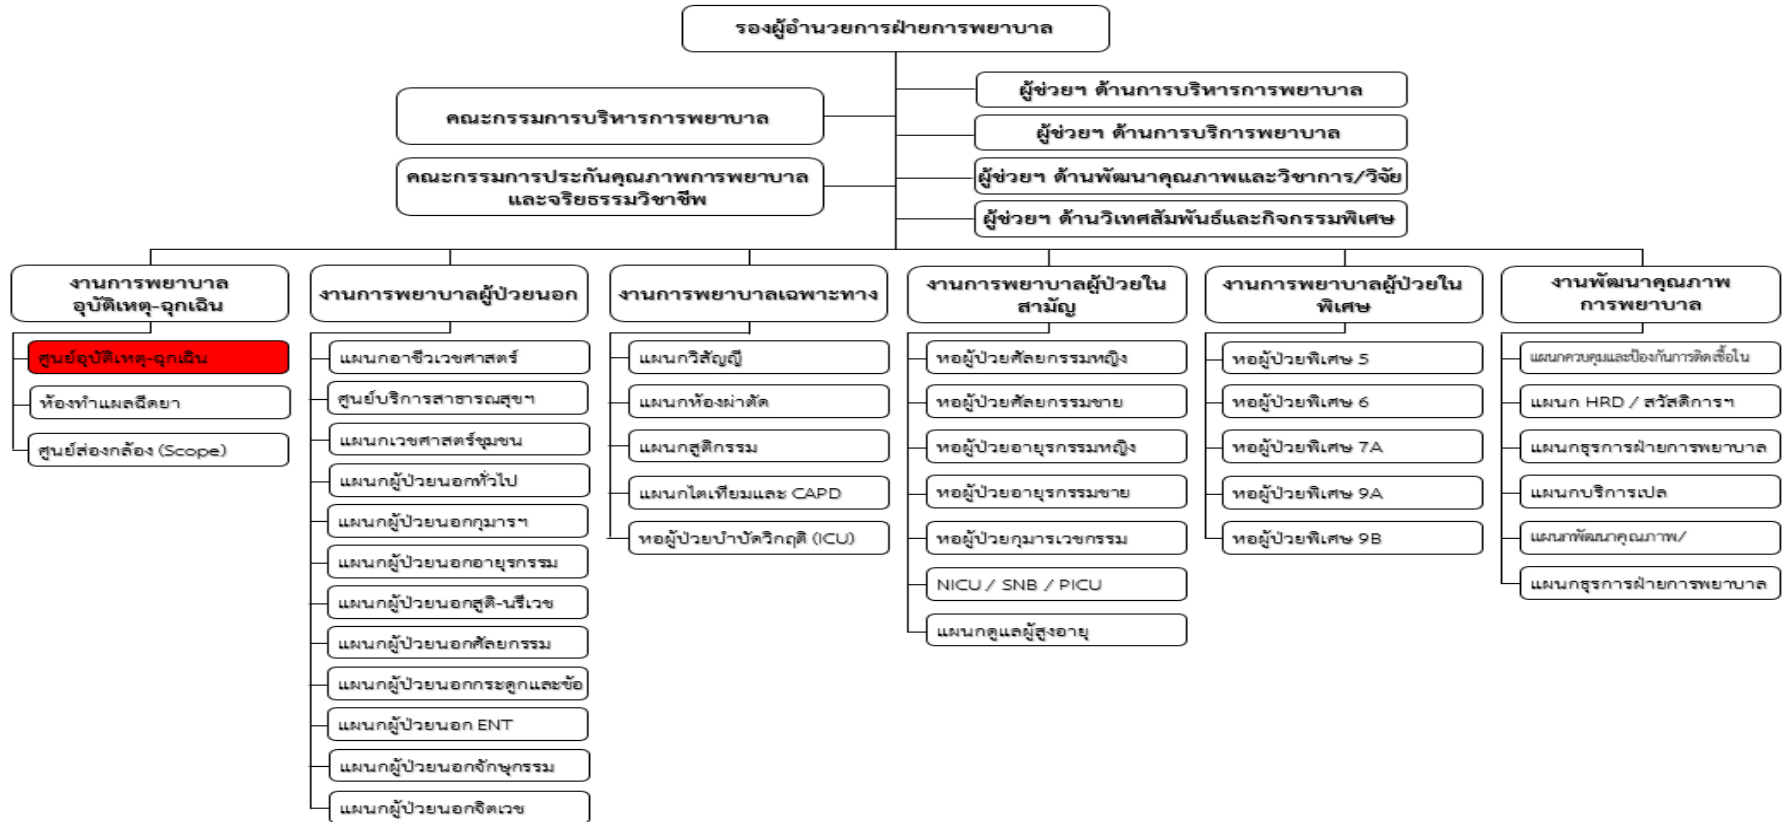 รองผู้อำนวยการฝ่ายการพยาบาล
ผู้ช่วยฯ ด้านการบริหารการพยาบาล
คณะกรรมการบริหารการพยาบาล
ผู้ช่วยฯ ด้านการบริการพยาบาล
คณะกรรมการประกันคุณภาพการพยาบาล
และจริยธรรมวิชาชีพ
ผู้ช่วยฯ ด้านพัฒนาคุณภาพและวิชาการ/วิจัย
ผู้ช่วยฯ ด้านวิเทศสัมพันธ์และกิจกรรมพิเศษ
งานการพยาบาล
อุบัติเหตุ-ฉุกเฉิน
ศูนย์อุบัติเหตุ-ฉุกเฉิน
ห้องทำแผลฉีดยา
ศูนย์ส่องกล้อง (Scope)
งานการพยาบาลผู้ป่วยนอก
แผนกอาชีวเวชศาสตร์
ศูนย์บริการสาธารณสุขฯ
แผนกเวชศาสตร์ชุมชน
แผนกผู้ป่วยนอกทั่วไป
แผนกผู้ป่วยนอกกุมารฯ
แผนกผู้ป่วยนอกอายุรกรรม
แผนกผู้ป่วยนอกสูติ-นรีเวช
แผนกผู้ป่วยนอกศัลยกรรม
แผนกผู้ป่วยนอกกระดูกและข้อ
แผนกผู้ป่วยนอก ENT
แผนกผู้ป่วยนอกจักษุกรรม
แผนกผู้ป่วยนอกจิตเวช
งานการพยาบาลเฉพาะทาง
แผนกวิสัญญี
แผนกห้องผ่าตัด
แผนกสูติกรรม
แผนกไตเทียมและ CAPD
หอผู้ป่วยบำบัดวิกฤติ (ICU)
งานการพยาบาลผู้ป่วยใน
สามัญ
หอผู้ป่วยศัลยกรรมหญิง
หอผู้ป่วยศัลยกรรมชาย
หอผู้ป่วยอายุรกรรมหญิง
หอผู้ป่วยอายุรกรรมชาย
หอผู้ป่วยกุมารเวชกรรม
NICU / SNB / PICU
แผนกดูแลผู้สูงอายุ
งานการพยาบาลผู้ป่วยใน
พิเศษ
หอผู้ป่วยพิเศษ 5
หอผู้ป่วยพิเศษ 6
หอผู้ป่วยพิเศษ 7A
หอผู้ป่วยพิเศษ 9A
หอผู้ป่วยพิเศษ 9B
งานพัฒนาคุณภาพ
การพยาบาล
แผนกควบคุมและป้องกันการติดเชื้อใน
แผนก HRD / สวัสดิการฯ
แผนกธุรการฝ่ายการพยาบาล
แผนกบริการเปล
แผนกพัฒนาคุณภาพ/
แผนกธุรการฝ่ายการพยาบาล